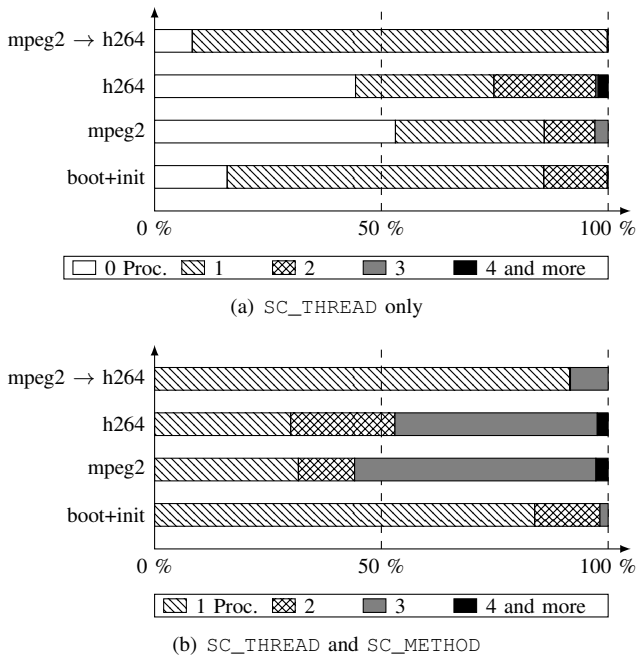 mpeg2 → h264
h264
mpeg2
boot+init
0 % 50 % 100 %
0 Proc. 1 2 3 4 and more
(a) SC_THREAD only
mpeg2 → h264
h264
mpeg2
boot+init
0 % 50 % 100 %
1 Proc. 2 3 4 and more
(b) SC_THREAD and SC_METHOD